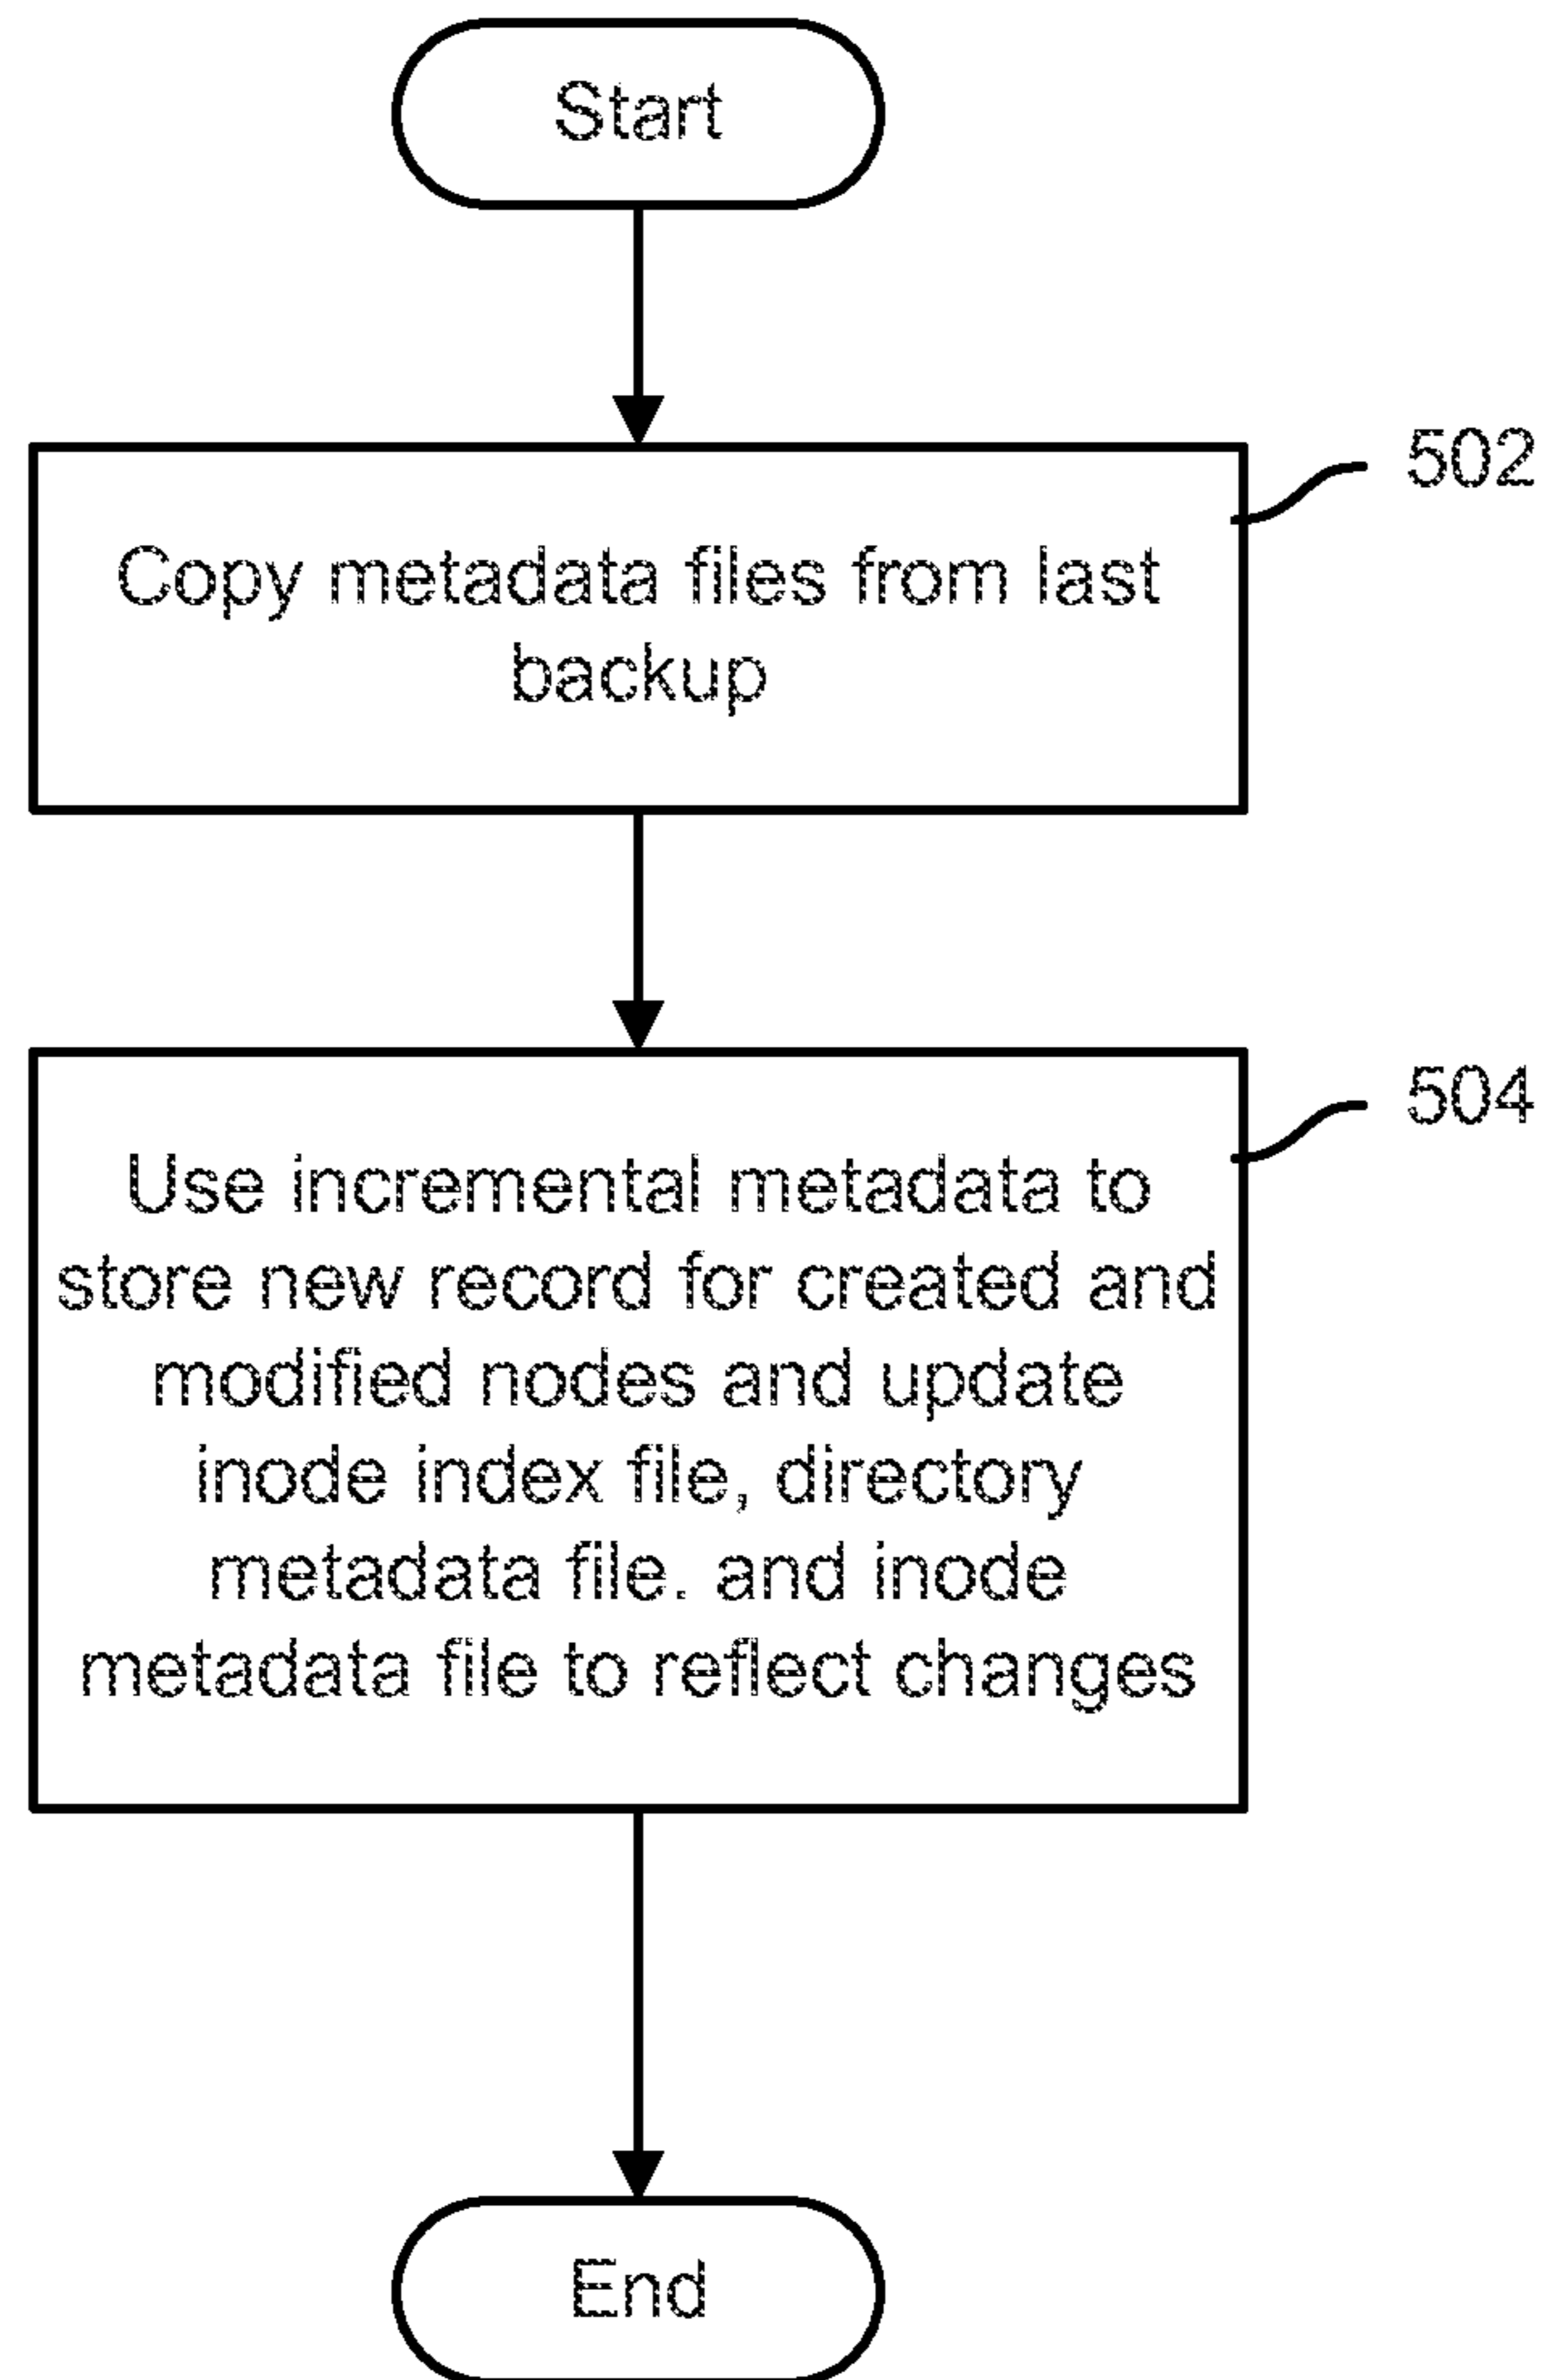 Start
502
Copy metadata files from last
backup
504
Use incremental metadata to
store new record for created and
modified nodes and update
inode index file, directory
metadata file. and inode
metadata file to reflect changes
End